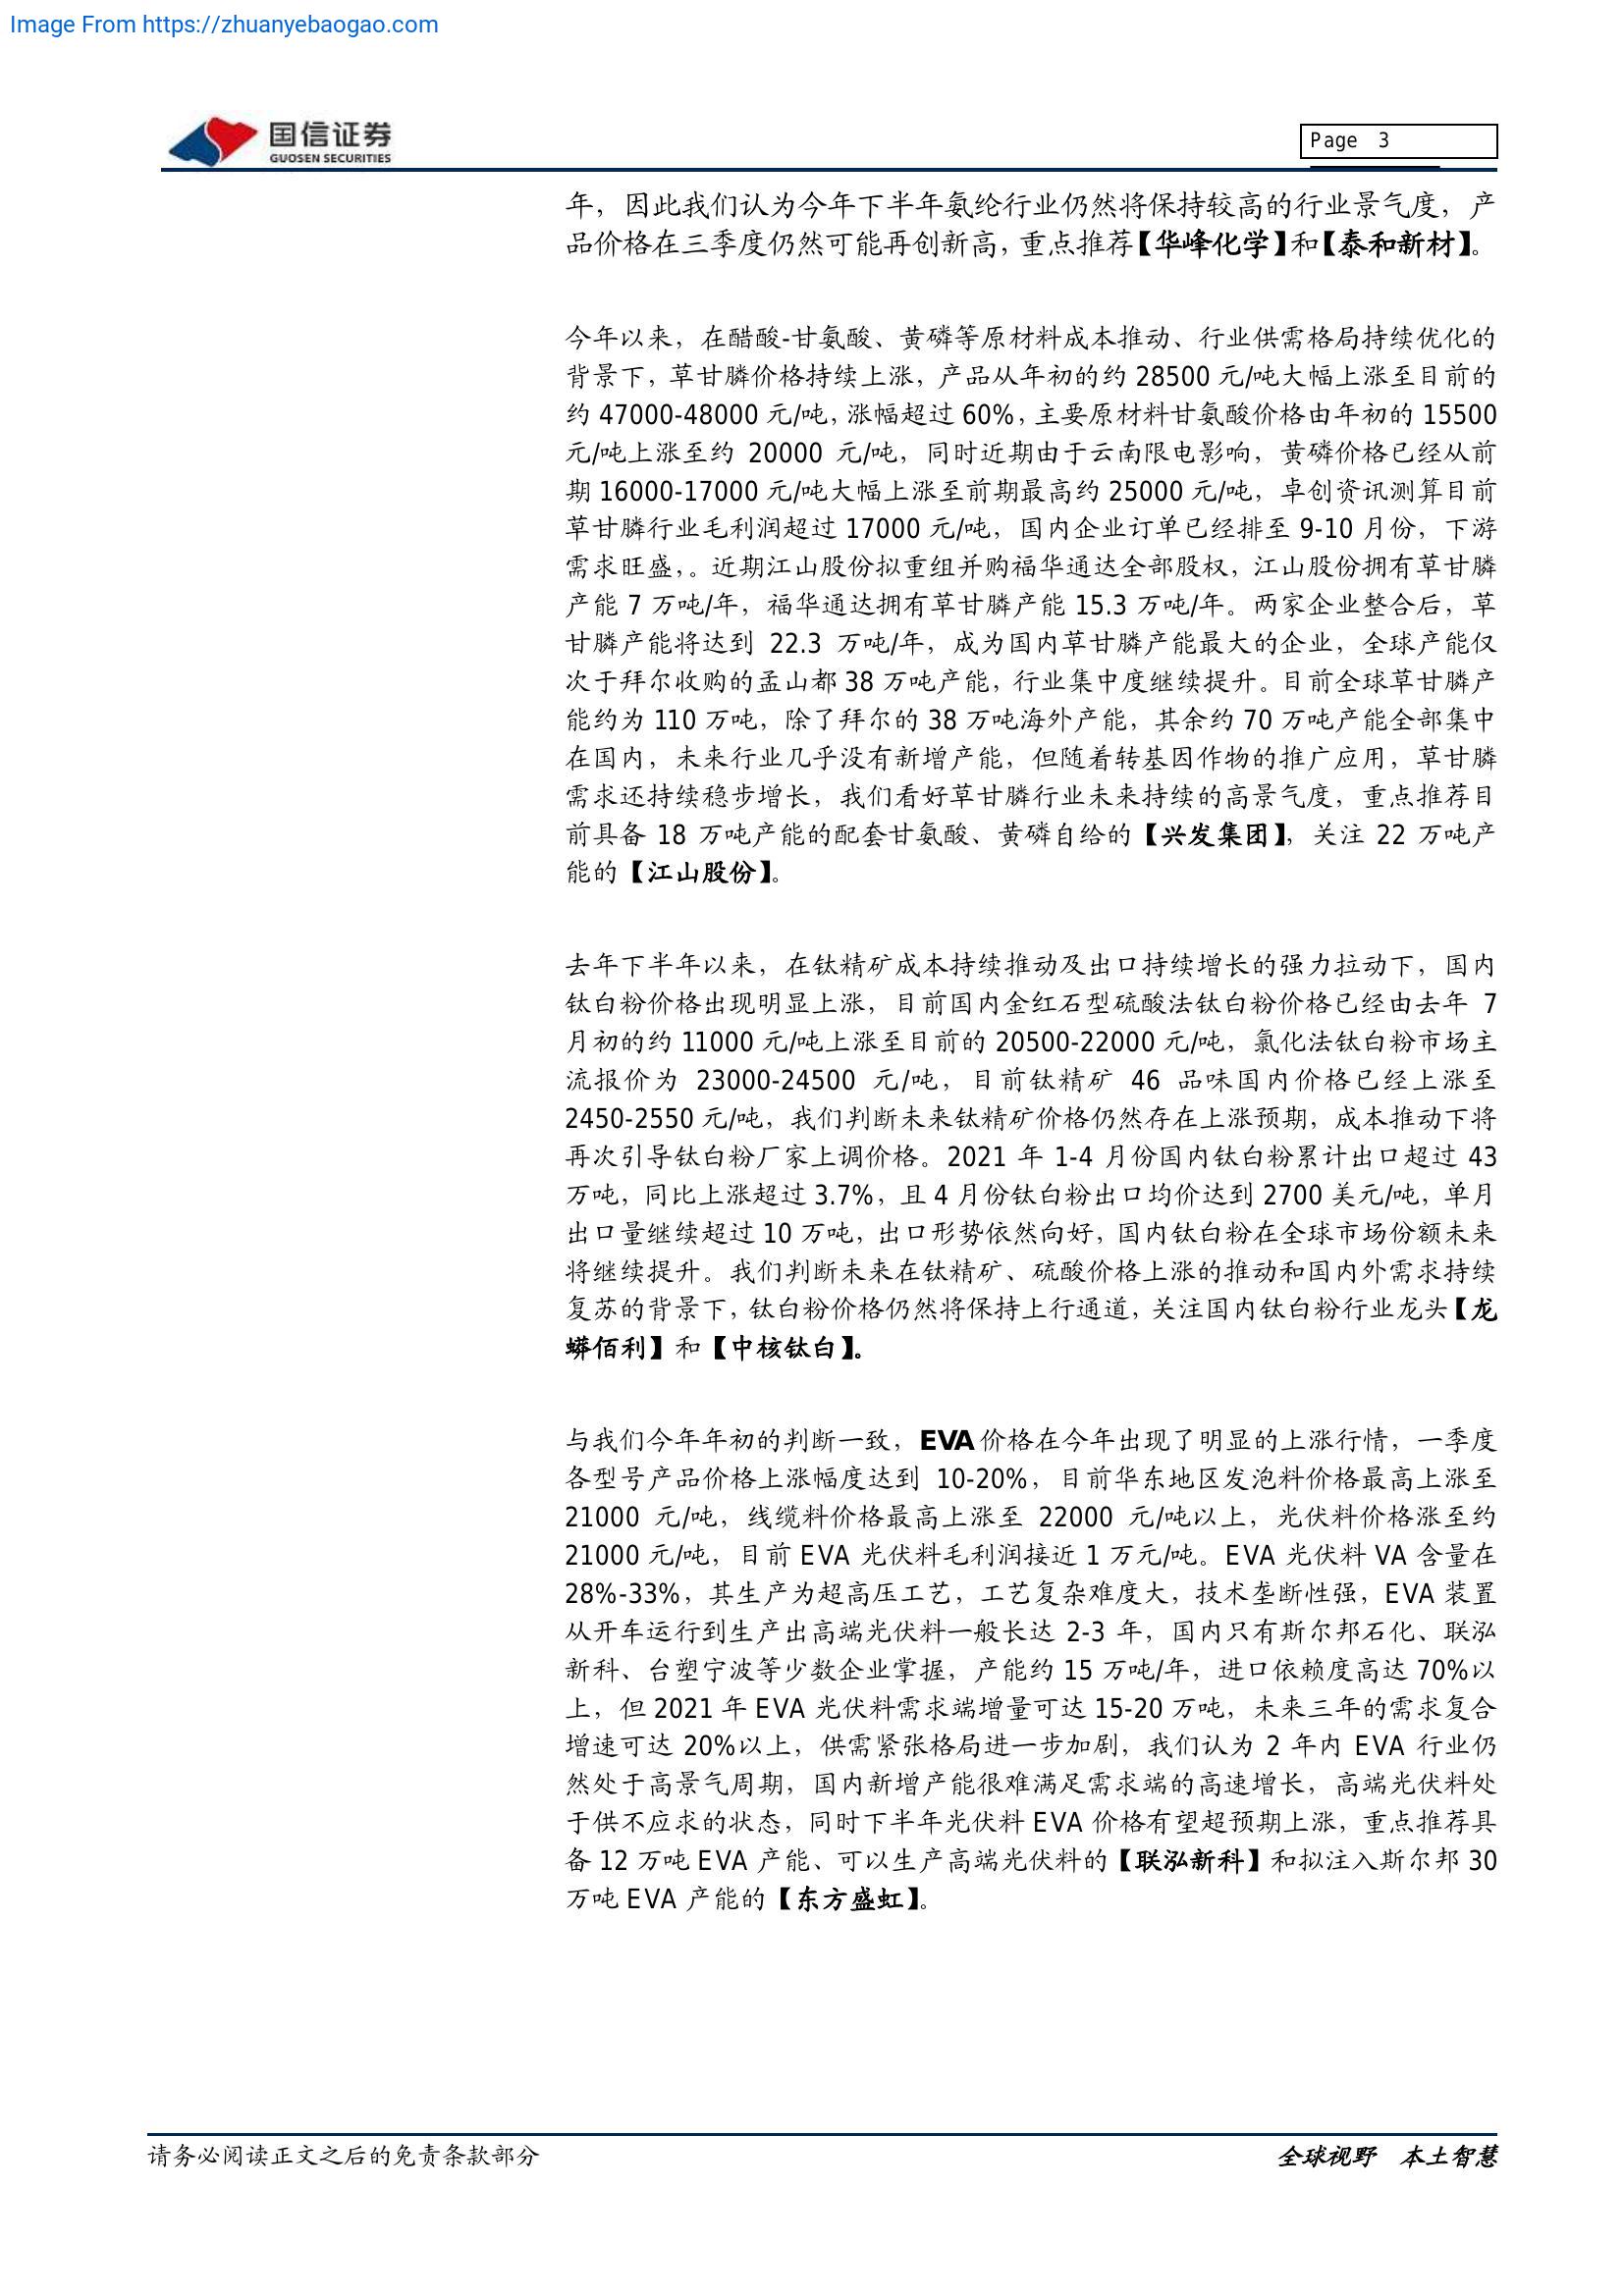 Image From https://zhuanyebaogao.com
国信证券
GUOSEN SECURITIES
Page 3
年，因此我们认为今年下半年氨纶行业仍然将保持较高的行业景气度，产
品价格在三季度仍然可能再创新高，重点推荐【华峰化学】和【泰和新材】。
今年以来，在醋酸-甘氨酸、黄磷等原材料成本推动、行业供需格局持续优化的
背景下，草甘膦价格持续上涨，产品从年初的约 28500 元/吨大幅上涨至目前的
约 47000-48000 元/吨，涨幅超过 60%，主要原材料甘氨酸价格由年初的 15500
元/吨上涨至约 20000 元/吨，同时近期由于云南限电影响，黄磷价格已经从前
期 16000-17000 元/吨大幅上涨至前期最高约 25000 元/吨，卓创资讯测算目前
草甘膦行业毛利润超过 17000 元/吨，国内企业订单已经排至 9-10 月份，下游
需求旺盛，。近期江山股份拟重组并购福华通达全部股权，江山股份拥有草甘膦
产能 7 万吨/年，福华通达拥有草甘膦产能 15.3 万吨/年。两家企业整合后，草
甘膦产能将达到 22.3 万吨/年，成为国内草甘膦产能最大的企业，全球产能仅
次于拜尔收购的孟山都 38 万吨产能，行业集中度继续提升。目前全球草甘膦产
能约为 110 万吨，除了拜尔的 38 万吨海外产能，其余约 70 万吨产能全部集中
在国内，未来行业几乎没有新增产能，但随着转基因作物的推广应用，草甘膦
需求还持续稳步增长，我们看好草甘膦行业未来持续的高景气度，重点推荐目
前具备 18 万吨产能的配套甘氨酸、黄磷自给的【兴发集团】，关注 22 万吨产
能的【江山股份】。
去年下半年以来，在钛精矿成本持续推动及出口持续增长的强力拉动下，国内
钛白粉价格出现明显上涨，目前国内金红石型硫酸法钛白粉价格已经由去年 7
月初的约 11000 元/吨上涨至目前的 20500-22000 元/吨，氯化法钛白粉市场主
流报价为 23000-24500 元/吨，目前钛精矿 46 品味国内价格已经上涨至
2450-2550 元/吨，我们判断未来钛精矿价格仍然存在上涨预期，成本推动下将
再次引导钛白粉厂家上调价格。2021 年 1-4 月份国内钛白粉累计出口超过 43
万吨，同比上涨超过 3.7%，且 4 月份钛白粉出口均价达到 2700 美元/吨，单月
出口量继续超过 10 万吨，出口形势依然向好，国内钛白粉在全球市场份额未来
将继续提升。我们判断未来在钛精矿、硫酸价格上涨的推动和国内外需求持续
复苏的背景下，钛白粉价格仍然将保持上行通道，关注国内钛白粉行业龙头【龙
蟒佰利】和【中核钛白】。
与我们今年年初的判断一致，EVA 价格在今年出现了明显的上涨行情，一季度
各型号产品价格上涨幅度达到 10-20%，目前华东地区发泡料价格最高上涨至
21000 元/吨，线缆料价格最高上涨至 22000 元/吨以上，光伏料价格涨至约
21000 元/吨，目前 EVA 光伏料毛利润接近 1 万元/吨。EVA 光伏料 VA 含量在
28%-33%，其生产为超高压工艺，工艺复杂难度大，技术垄断性强，EVA 装置
从开车运行到生产出高端光伏料一般长达 2-3 年，国内只有斯尔邦石化、联泓
新科、台塑宁波等少数企业掌握，产能约 15 万吨/年，进口依赖度高达 70%以
上，但 2021 年 EVA 光伏料需求端增量可达 15-20 万吨，未来三年的需求复合
增速可达 20%以上，供需紧张格局进一步加剧，我们认为 2 年内 EVA 行业仍
然处于高景气周期，国内新增产能很难满足需求端的高速增长，高端光伏料处
于供不应求的状态，同时下半年光伏料 EVA 价格有望超预期上涨，重点推荐具
备 12 万吨 EVA 产能、可以生产高端光伏料的【联泓新科】和拟注入斯尔邦 30
万吨 EVA 产能的【东方盛虹】。
请务必阅读正文之后的免责条款部分
全球视野 本土智慧